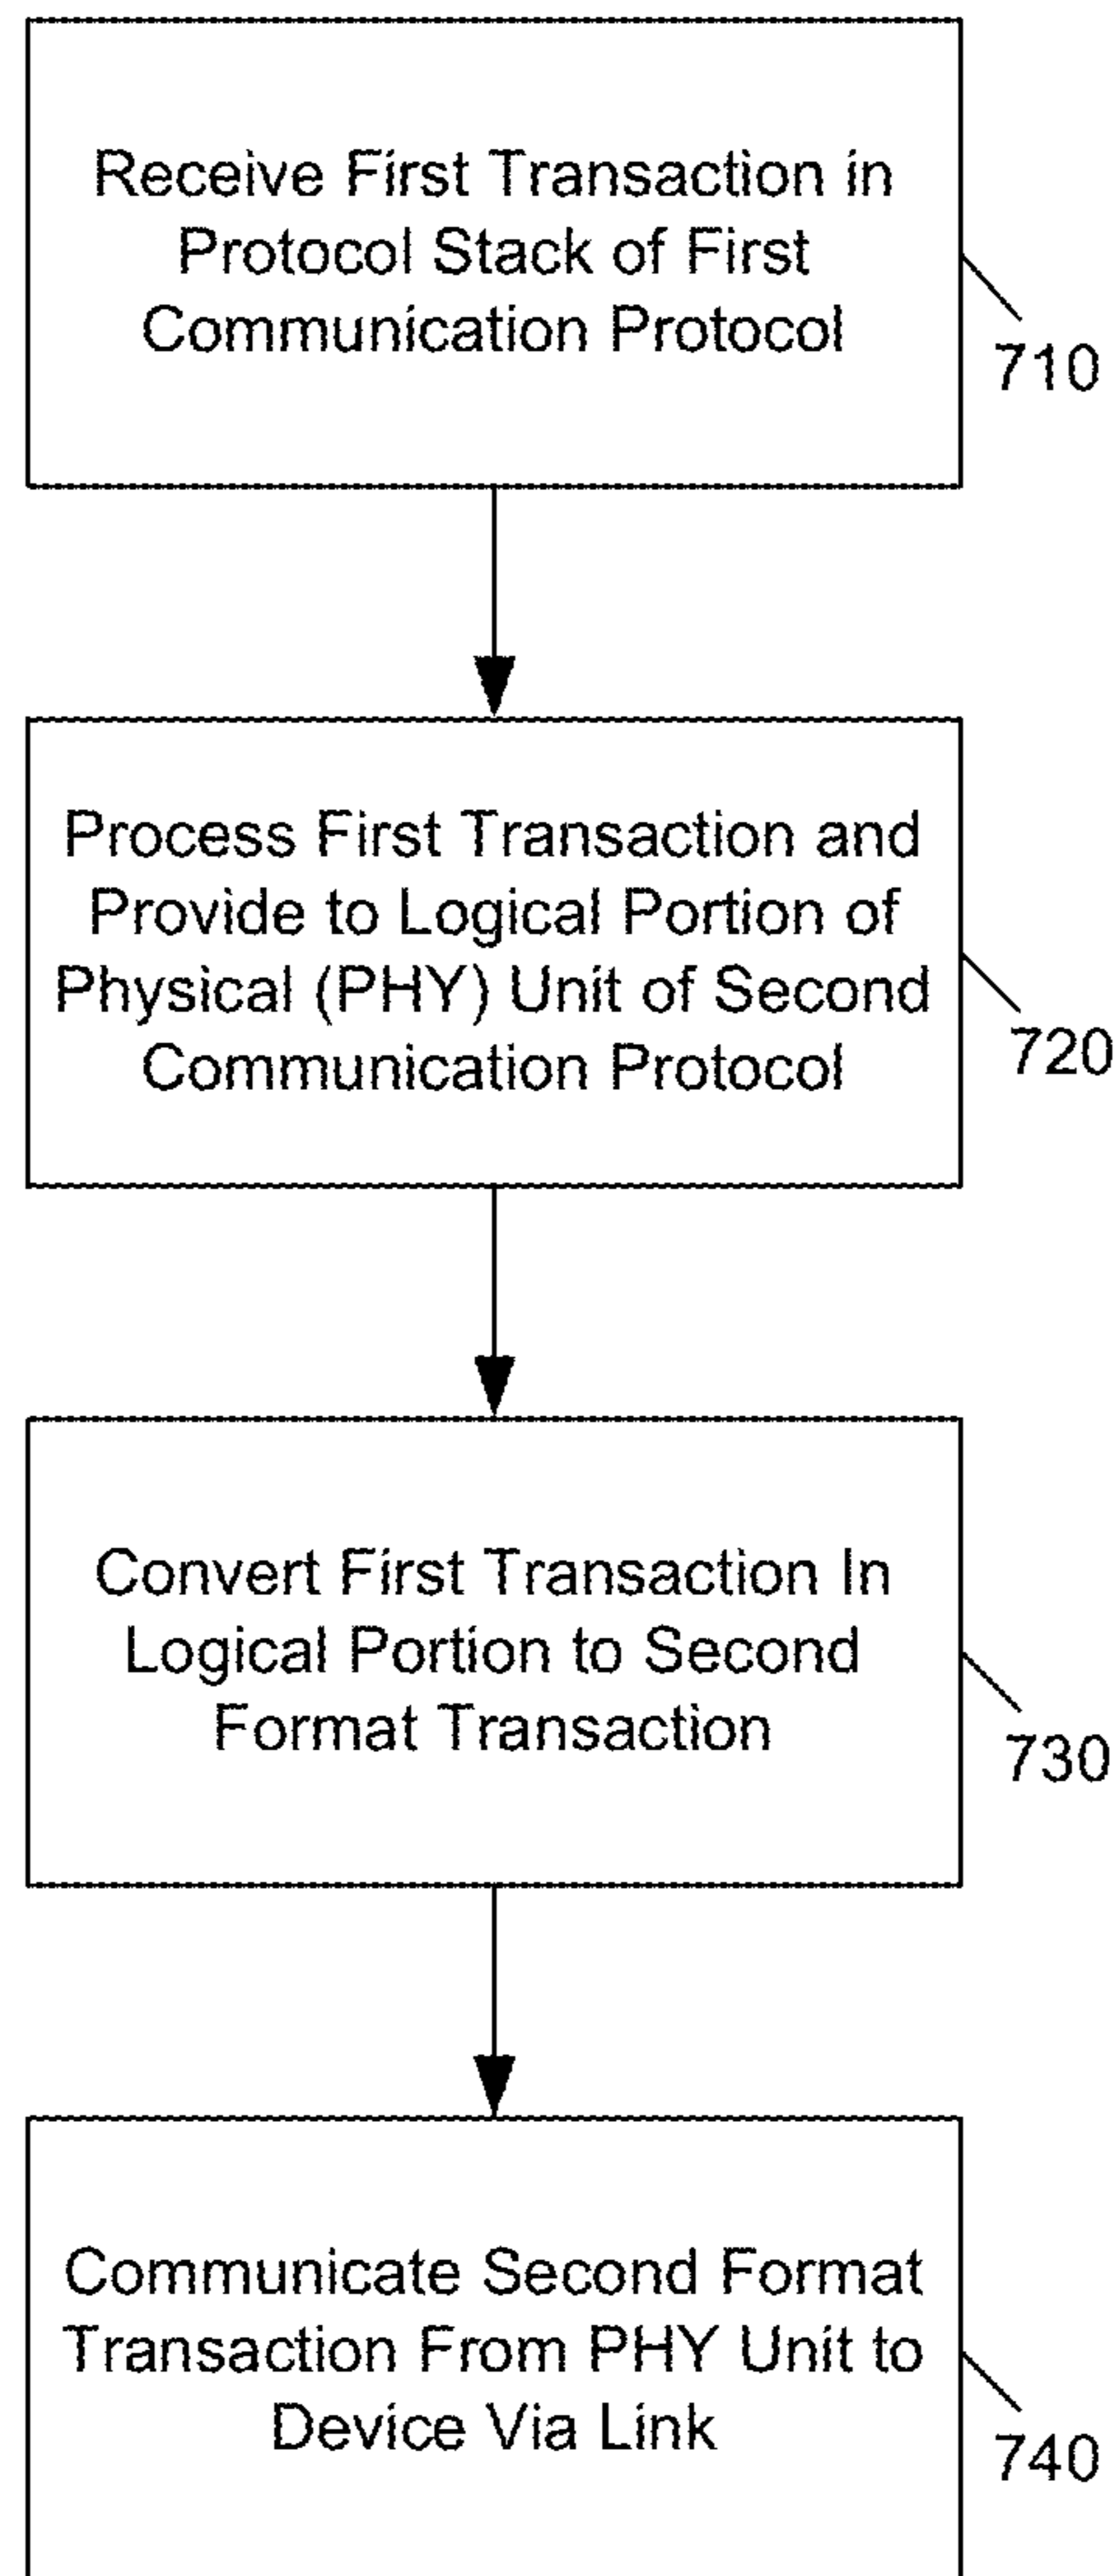 Receive First Transaction in
Protocol Stack of First
Communication Protocol
710
Process First Transaction and
Provide to Logical Portion of
Physical (PHY) Unit of Second
Communication Protocol
720
Convert First Transaction In
Logical Portion to Second
Format Transaction
730
Communicate Second Format
Transaction From PHY Unit to
Device Via Link
740